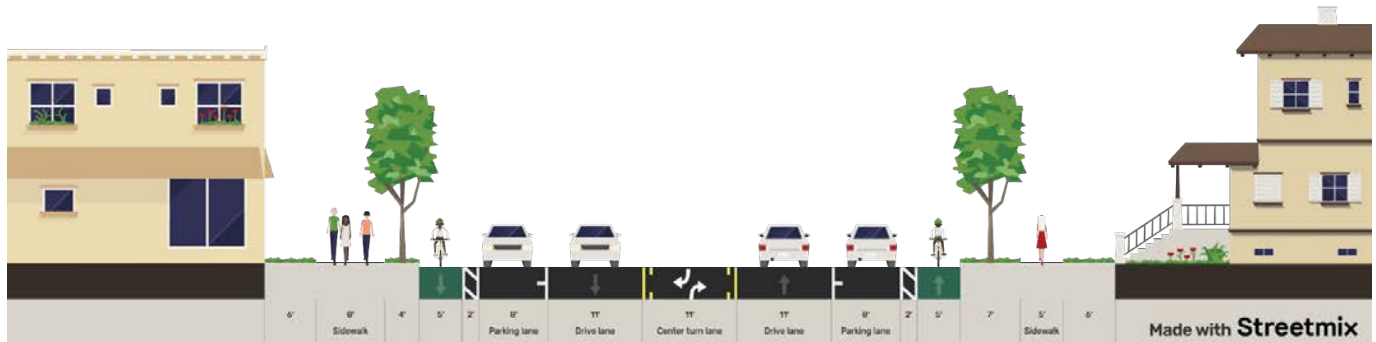 6' 8' 4' 5' 2' 8' 11' 11' 11' 8' 2' 5' 7' 5' 6'
Sidewalk Parking lane Drive lane Center turn lane Drive lane Parking lane Sidewalk
Made with Streetmix